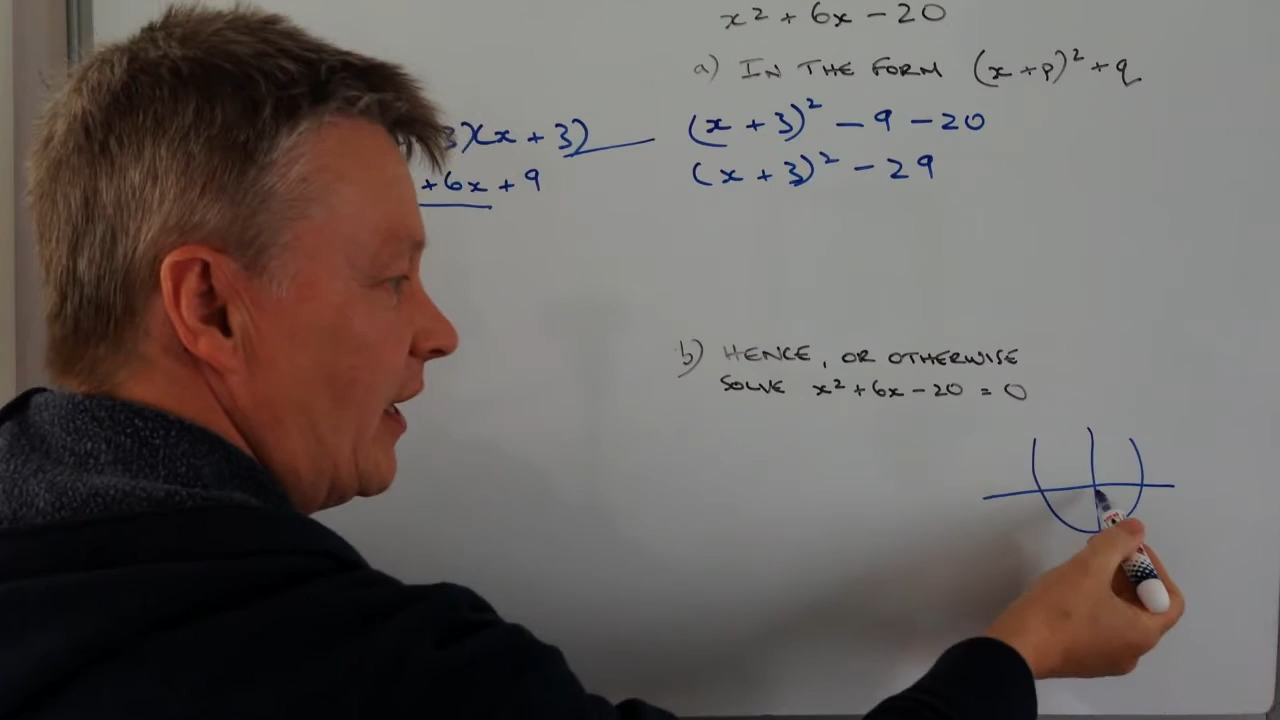 x² + 6x - 20
a) IN THE FORM (x + p)² + q
3)(x + 3)
(x + 3)² - 9 - 20
+ 6x + 9
(x + 3)² - 29
b) HENCE, OR OTHERWISE
SOLVE x² + 6x - 20 = 0